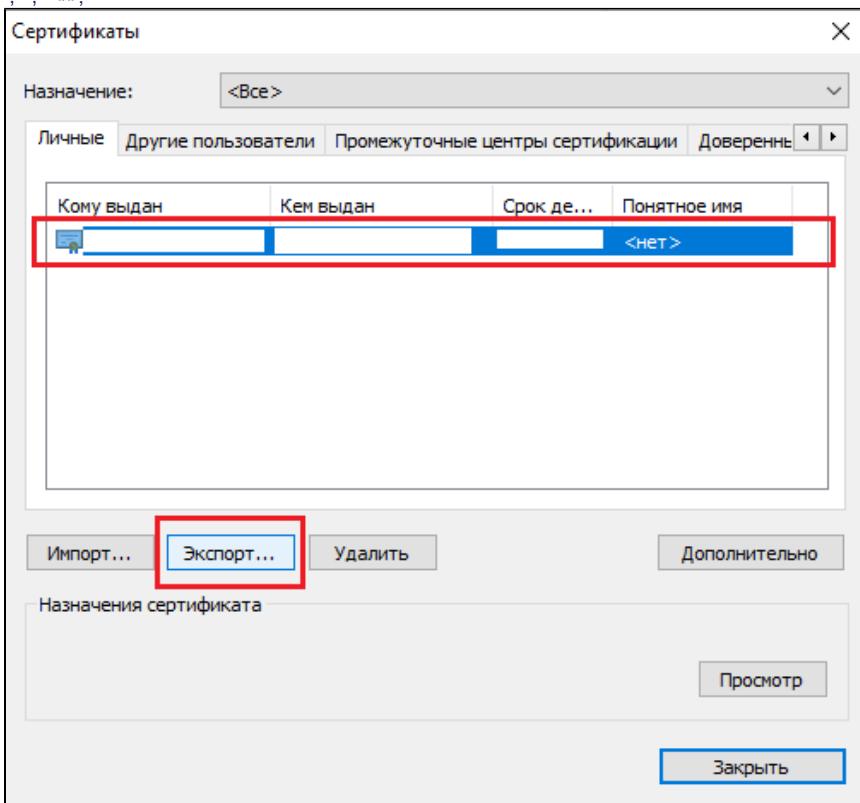 Сертификаты
Назначение: <Все>
Личные Другие пользователи Промежуточные центры сертификации Доверенны
Кому выдан Кем выдан Срок де... Понятное имя
<нет>
Импорт... Экспорт... Удалить Дополнительно
Назначения сертификата
Просмотр
Закрыть